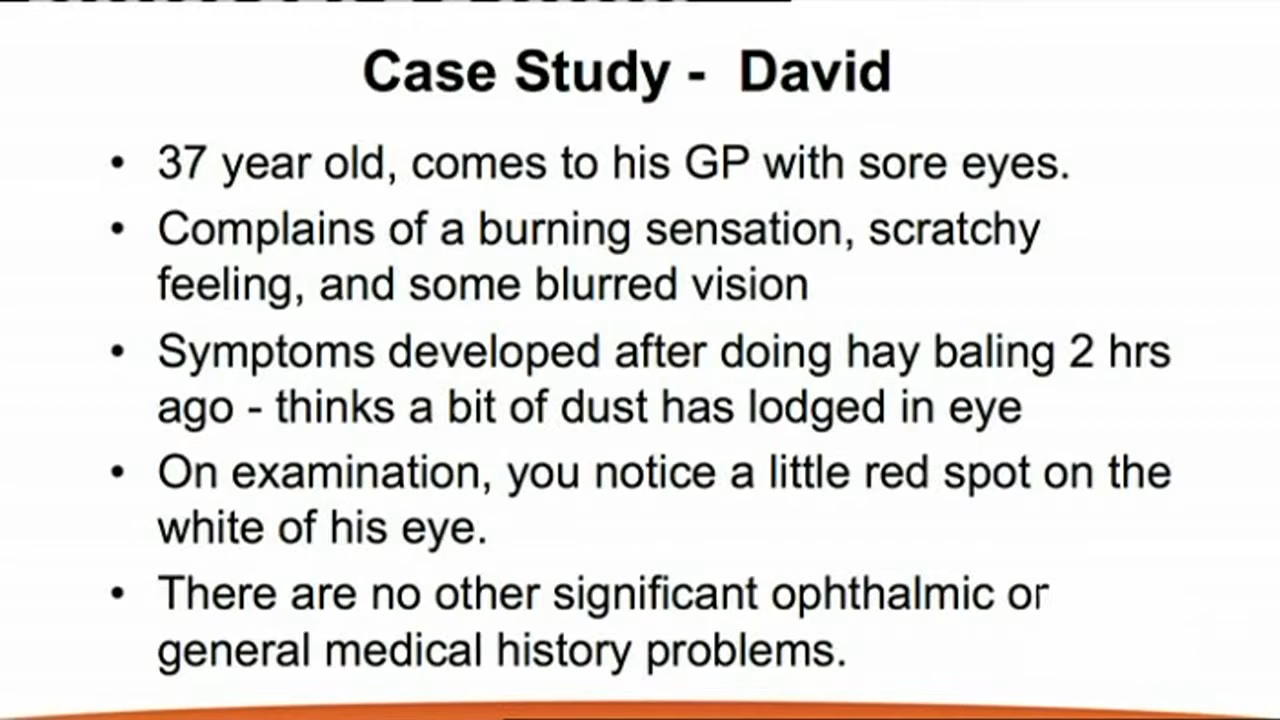 Case Study - David
• 37 year old, comes to his GP with sore eyes.
• Complains of a burning sensation, scratchy
feeling, and some blurred vision
• Symptoms developed after doing hay baling 2 hrs
ago - thinks a bit of dust has lodged in eye
• On examination, you notice a little red spot on the
white of his eye.
• There are no other significant ophthalmic or
general medical history problems.